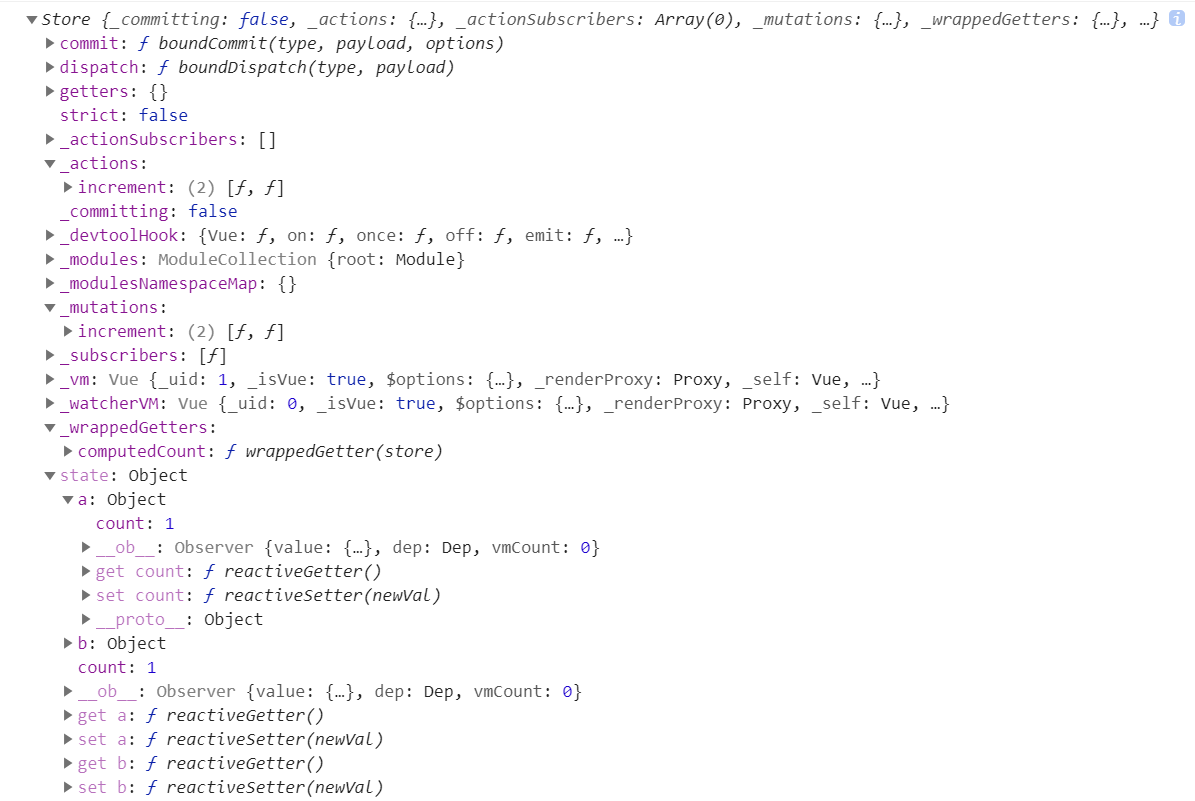 ▼Store {_committing: false, _actions: {…}, _actionSubscribers: Array(0), _mutations: {…}, _wrappedGetters: {…}, …} i
▶commit: ƒ boundCommit(type, payload, options)
▶dispatch: ƒ boundDispatch(type, payload)
▶getters: {}
strict: false
▶_actionSubscribers: []
▼_actions:
▶increment: (2) [ƒ, ƒ]
_committing: false
▶_devtoolHook: {Vue: ƒ, on: ƒ, once: ƒ, off: ƒ, emit: ƒ, …}
▶_modules: ModuleCollection {root: Module}
▶_modulesNamespaceMap: {}
▼_mutations:
▶increment: (2) [ƒ, ƒ]
▶_subscribers: [ƒ]
▶_vm: Vue {_uid: 1, _isVue: true, $options: {…}, _renderProxy: Proxy, _self: Vue, …}
▶_watcherVM: Vue {_uid: 0, _isVue: true, $options: {…}, _renderProxy: Proxy, _self: Vue, …}
▼_wrappedGetters:
▶computedCount: ƒ wrappedGetter(store)
▼state: Object
▼a: Object
count: 1
▶__ob__: Observer {value: {…}, dep: Dep, vmCount: 0}
▶get count: ƒ reactiveGetter()
▶set count: ƒ reactiveSetter(newVal)
▶__proto__: Object
▶b: Object
count: 1
▶__ob__: Observer {value: {…}, dep: Dep, vmCount: 0}
▶get a: ƒ reactiveGetter()
▶set a: ƒ reactiveSetter(newVal)
▶get b: ƒ reactiveGetter()
▶set b: ƒ reactiveSetter(newVal)